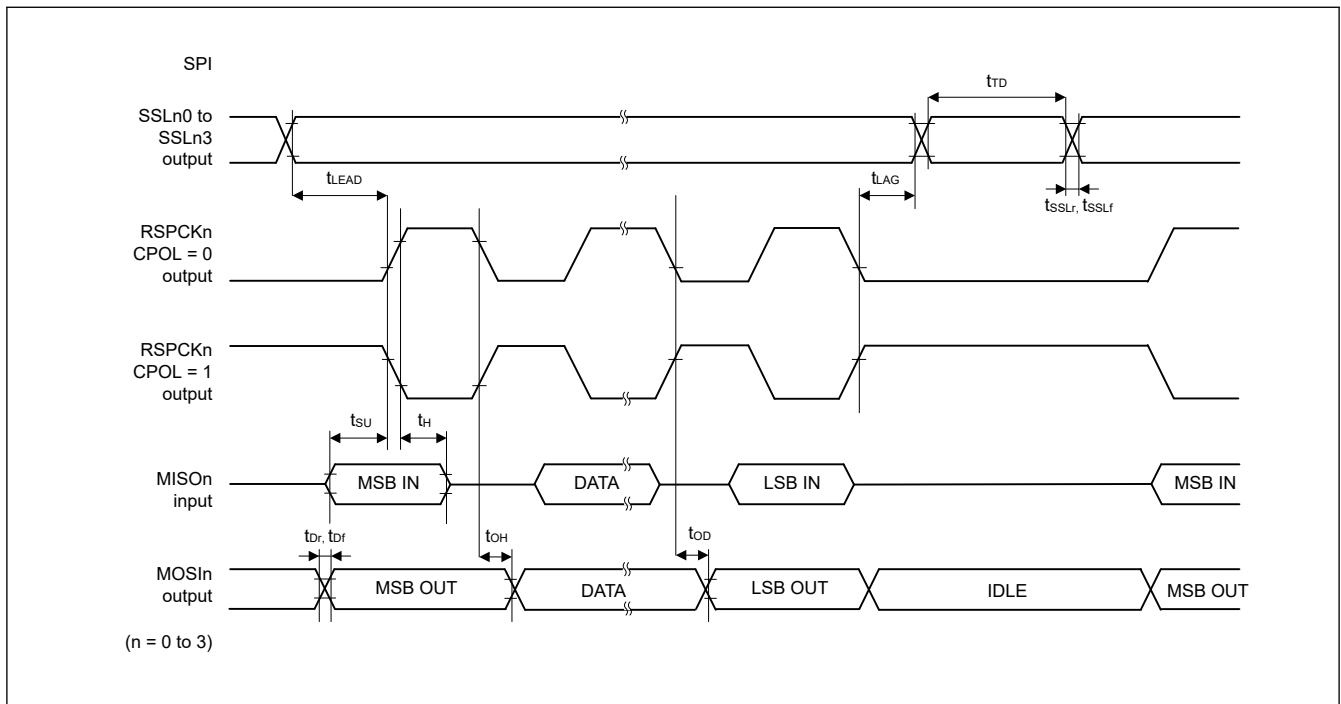 SPI
tTD
SSLn0 to
SSLn3
output
tLEAD
tLAG
tSSLr, tSSLf
RSPCKn
CPOL = 0
output
RSPCKn
CPOL = 1
output
tSU
tH
MISOn
input
MSB IN
DATA
LSB IN
MSB IN
tDr, tDf
tOH
tOD
MOSIn
output
MSB OUT
DATA
LSB OUT
IDLE
MSB OUT
(n = 0 to 3)